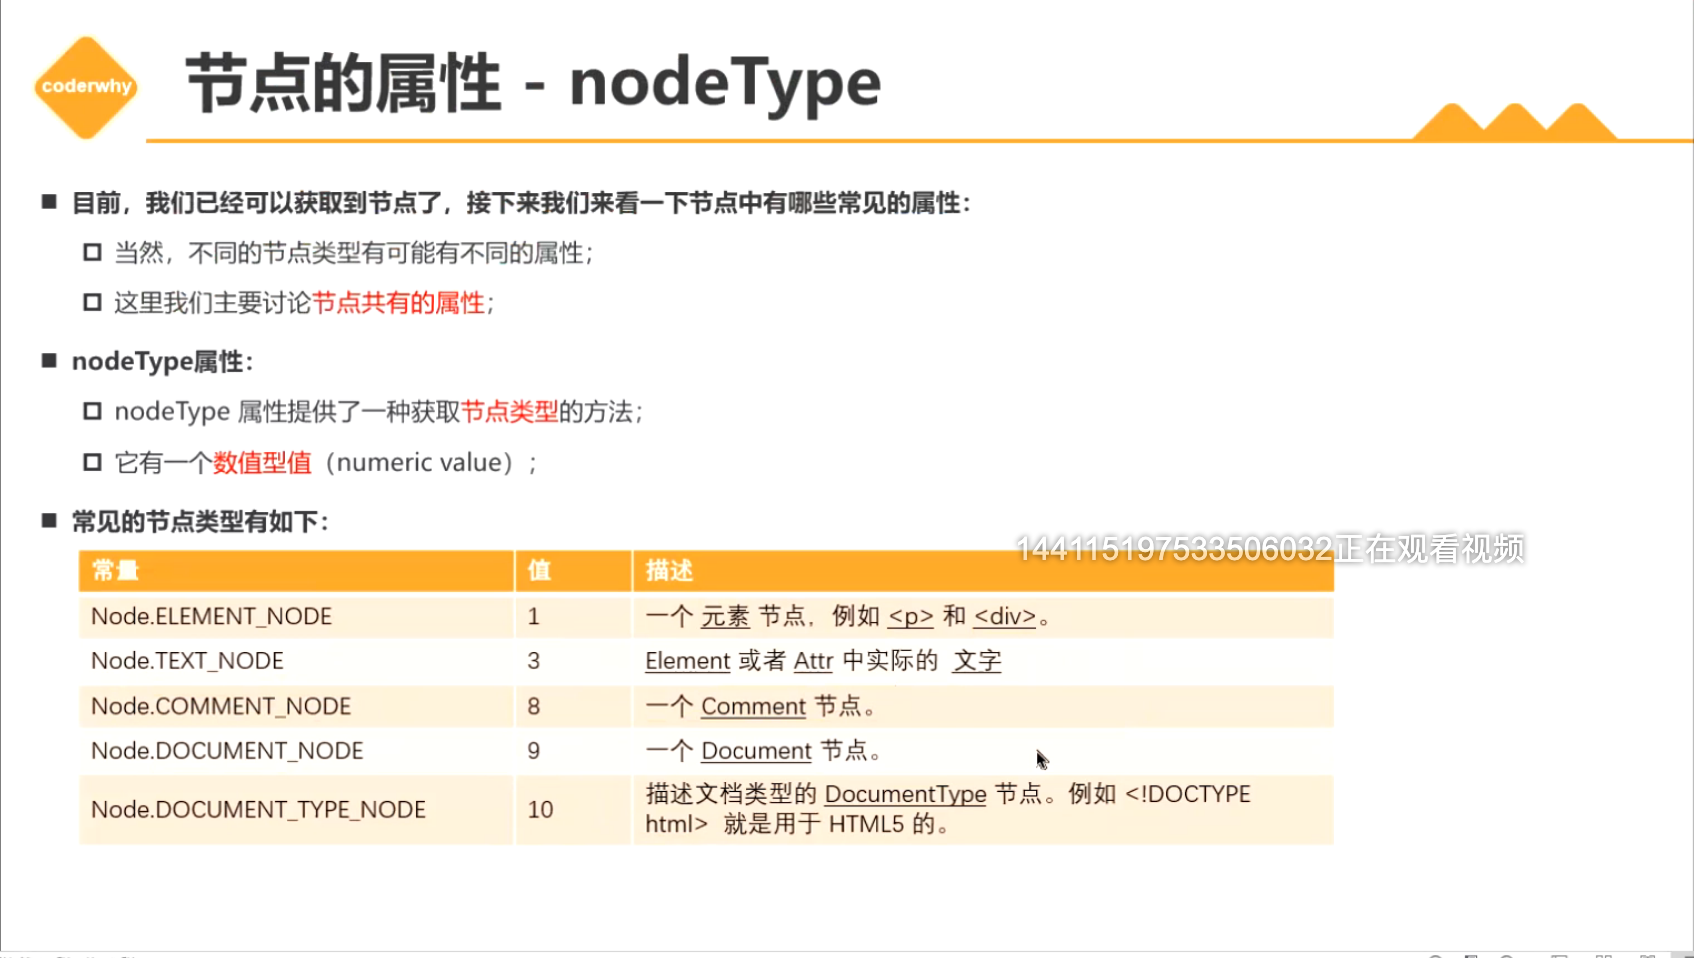 coderwhy
节点的属性 - nodeType
目前，我们已经可以获取到节点了，接下来我们来看一下节点中有哪些常见的属性：
当然，不同的节点类型有可能有不同的属性；
这里我们主要讨论节点共有的属性；
nodeType属性：
nodeType 属性提供了一种获取节点类型的方法；
它有一个数值型值（numeric value）；
常见的节点类型有如下：
144115197533506032正在观看视频
常量 值 描述
Node.ELEMENT_NODE 1 一个 元素 节点，例如 <p> 和 <div>。
Node.TEXT_NODE 3 Element 或者 Attr 中实际的 文字
Node.COMMENT_NODE 8 一个 Comment 节点。
Node.DOCUMENT_NODE 9 一个 Document 节点。
Node.DOCUMENT_TYPE_NODE 10 描述文档类型的 DocumentType 节点。例如 <!DOCTYPE
html> 就是用于 HTML5 的。